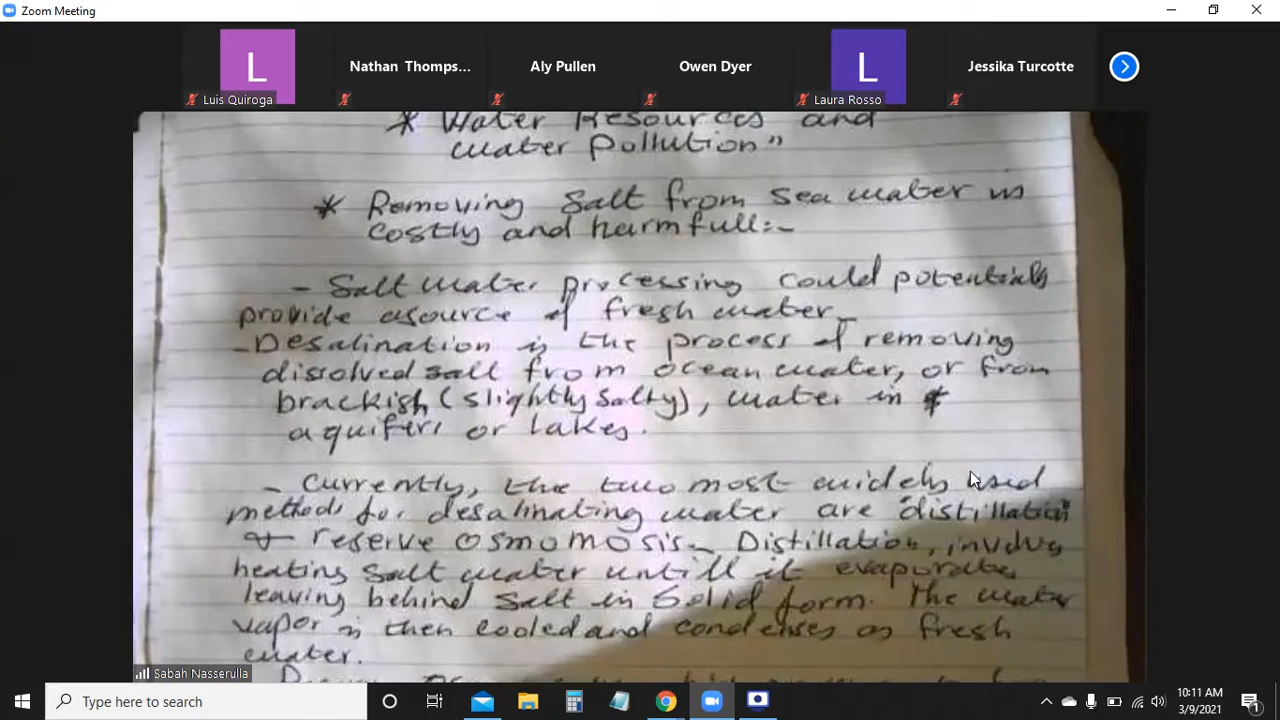 Zoom Meeting
L
Luis Quiroga
Nathan Thomps...
Aly Pullen
Owen Dyer
L
Laura Rosso
Jessika Turcotte
* Water Resources and
water Pollution"
* Removing Salt from Sea water is
costly and harmfull:-
- Salt water processing could potentially
provide a source of fresh water-
- Desalination is the process of removing
dissolved salt from ocean water, or from
brackish (slightly salty), water in
aquifers or lakes.
- Currently, the two most widely used
methods for desalinating water are "distillation"
& reserve osmomosis. Distillation, involves
heating salt water untill it evaporates
leaving behind salt in solid form. The water
vapor is then cooled and condenses as fresh
water.
Sabah Nasserulla
Type here to search
10:11 AM
3/9/2021
1